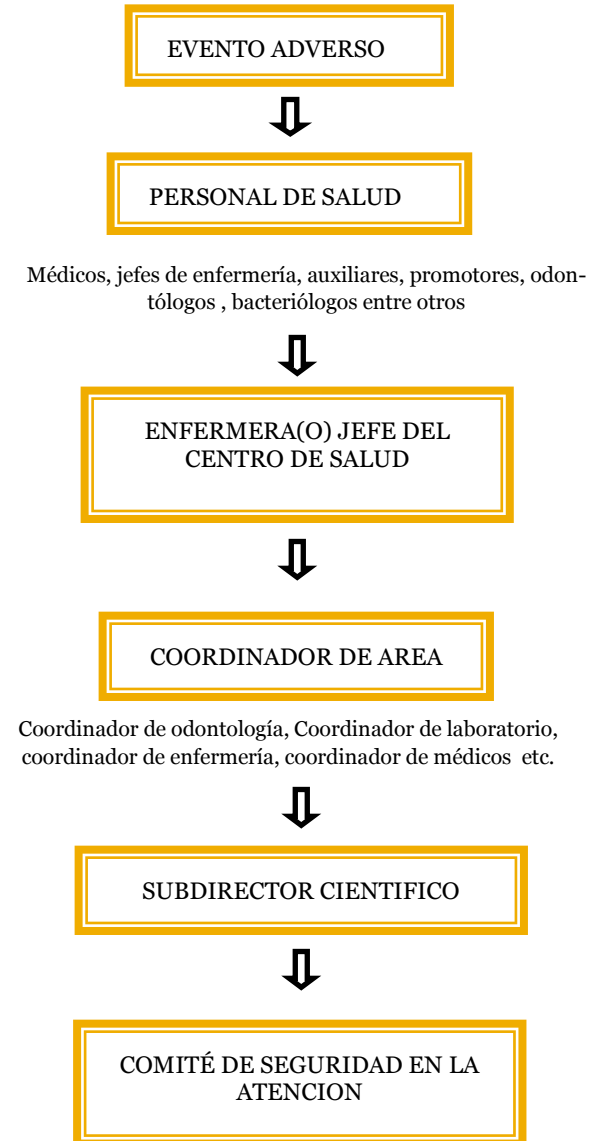 EVENTO ADVERSO
PERSONAL DE SALUD
Médicos, jefes de enfermería, auxiliares, promotores, odon-
tólogos , bacteriólogos entre otros
ENFERMERA(O) JEFE DEL
CENTRO DE SALUD
COORDINADOR DE AREA
Coordinador de odontología, Coordinador de laboratorio,
coordinador de enfermería, coordinador de médicos  etc.
SUBDIRECTOR CIENTIFICO
COMITÉ DE SEGURIDAD EN LA
ATENCION